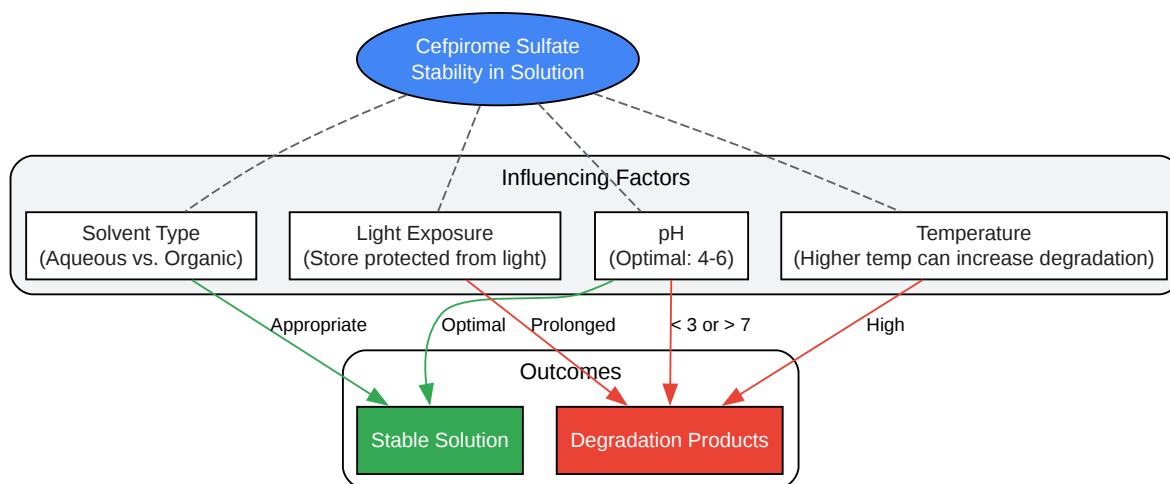 Cefpirome Sulfate
Stability in Solution
Influencing Factors
Solvent Type
(Aqueous vs. Organic)
Light Exposure
(Store protected from light)
pH
(Optimal: 4-6)
Temperature
(Higher temp can increase degradation)
Appropriate
Optimal
Prolonged
< 3 or > 7
High
Outcomes
Stable Solution
Degradation Products